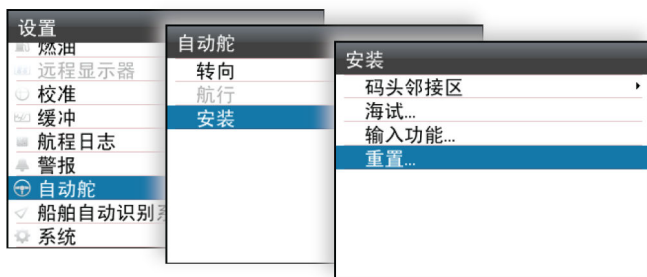 设置
燃油
远程显示器
校准
缓冲
航程日志
警报
自动舵
船舶自动识别系
系统
自动舵
转向
航行
安装
安装
码头邻接区
海试...
输入功能...
重置...